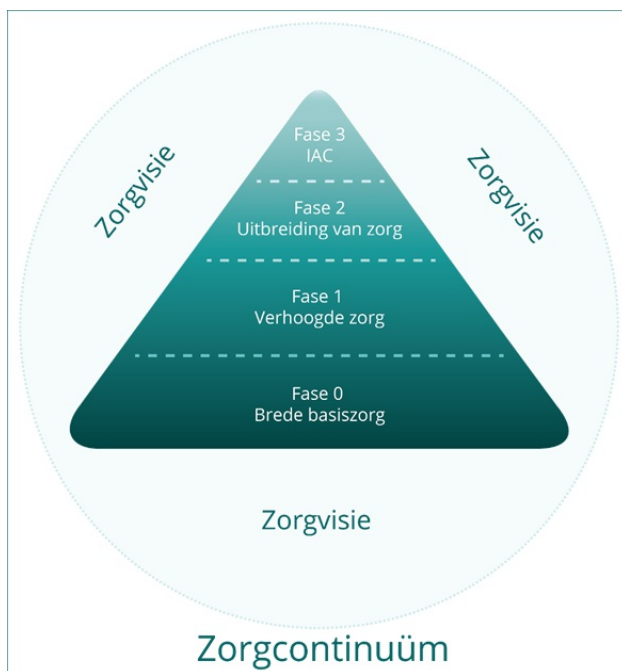 Zorgvisie
Zorgvisie
Fase 3
IAC
Fase 2
Uitbreiding van zorg
Fase 1
Verhoogde zorg
Fase 0
Brede basiszorg
Zorgvisie
Zorgcontinuüm